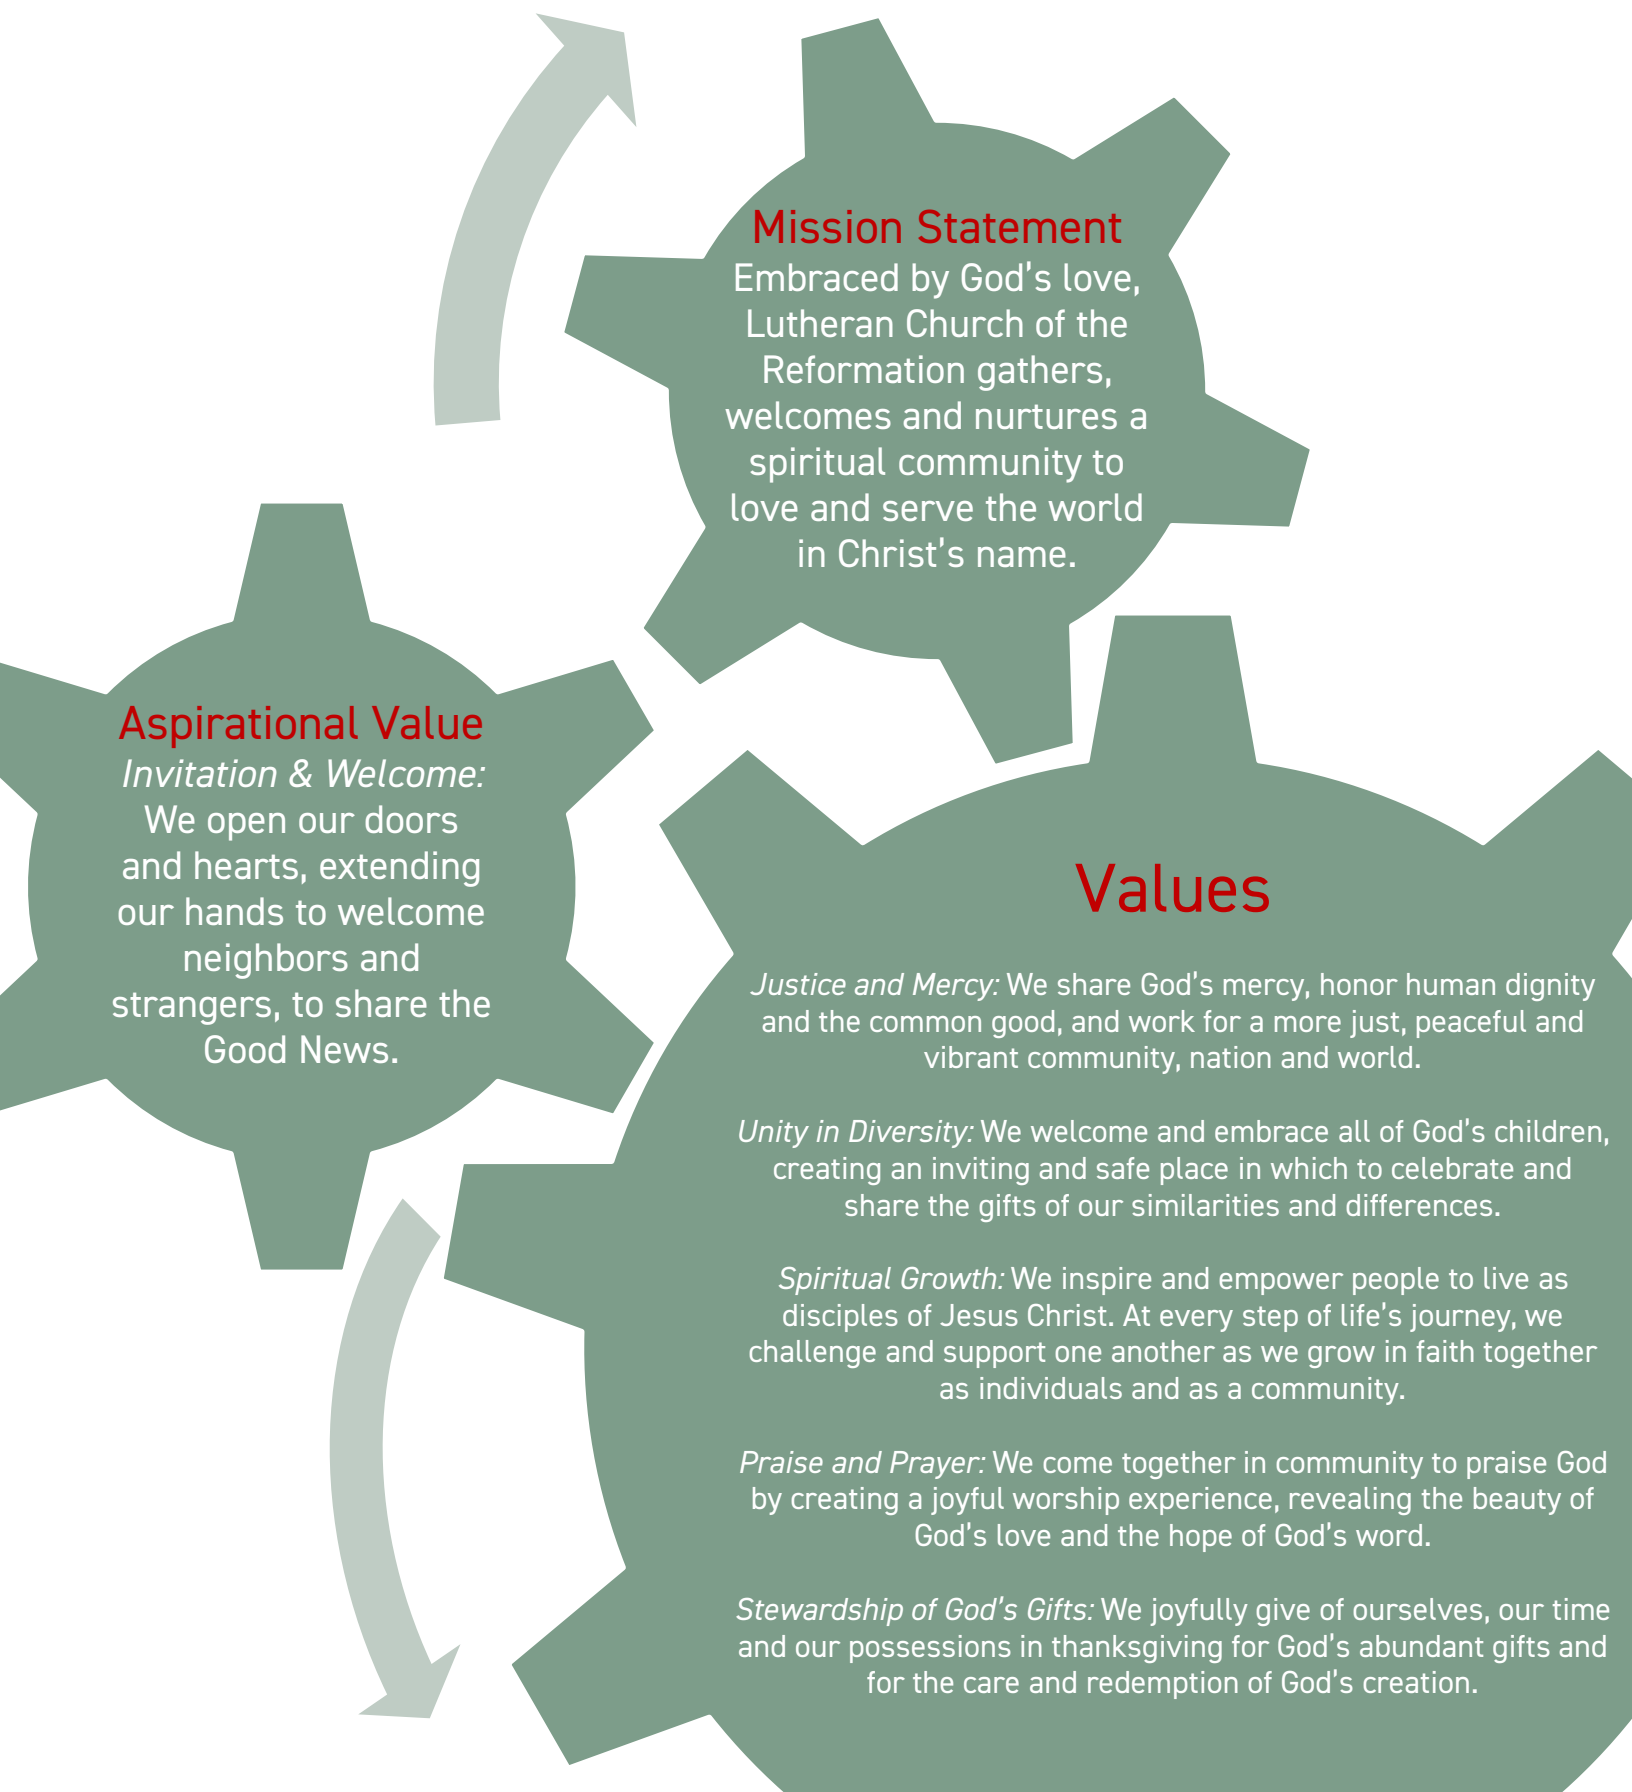 Mission Statement
Embraced by God's love,
Lutheran Church of the
Reformation gathers,
welcomes and nurtures a
spiritual community to
love and serve the world
in Christ's name.
Aspirational Value
Invitation & Welcome:
We open our doors
and hearts, extending
our hands to welcome
neighbors and
strangers, to share the
Good News.
Values
Justice and Mercy: We share God's mercy, honor human dignity
and the common good, and work for a more just, peaceful and
vibrant community, nation and world.
Unity in Diversity: We welcome and embrace all of God's children,
creating an inviting and safe place in which to celebrate and
share the gifts of our similarities and differences.
Spiritual Growth: We inspire and empower people to live as
disciples of Jesus Christ. At every step of life's journey, we
challenge and support one another as we grow in faith together
as individuals and as a community.
Praise and Prayer: We come together in community to praise God
by creating a joyful worship experience, revealing the beauty of
God's love and the hope of God's word.
Stewardship of God's Gifts: We joyfully give of ourselves, our time
and our possessions in thanksgiving for God's abundant gifts and
for the care and redemption of God's creation.